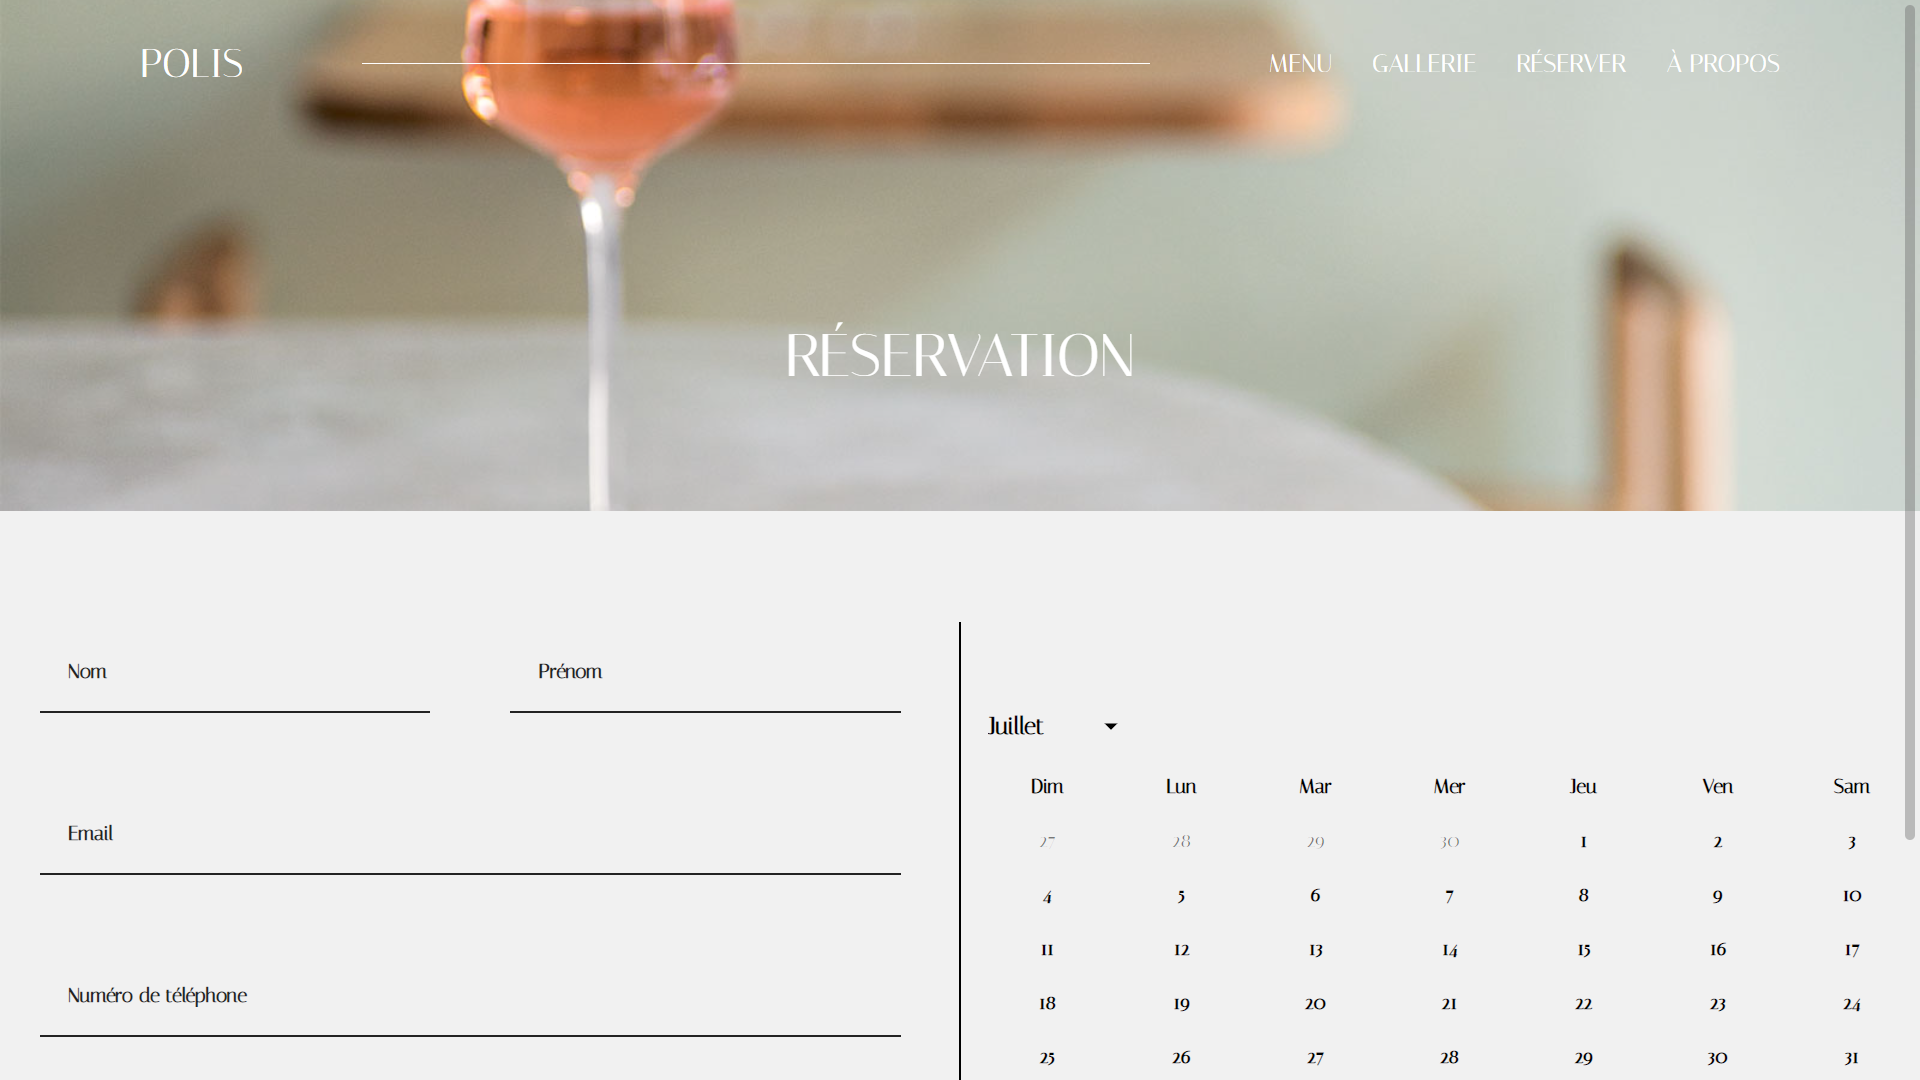 POLIS MENU GALLERIE RÉSERVER À PROPOS
RÉSERVATION
Nom Prénom
Email
Numéro de téléphone
Juillet
Dim Lun Mar Mer Jeu Ven Sam
27 28 29 30 1 2 3
4 5 6 7 8 9 10
11 12 13 14 15 16 17
18 19 20 21 22 23 24
25 26 27 28 29 30 31